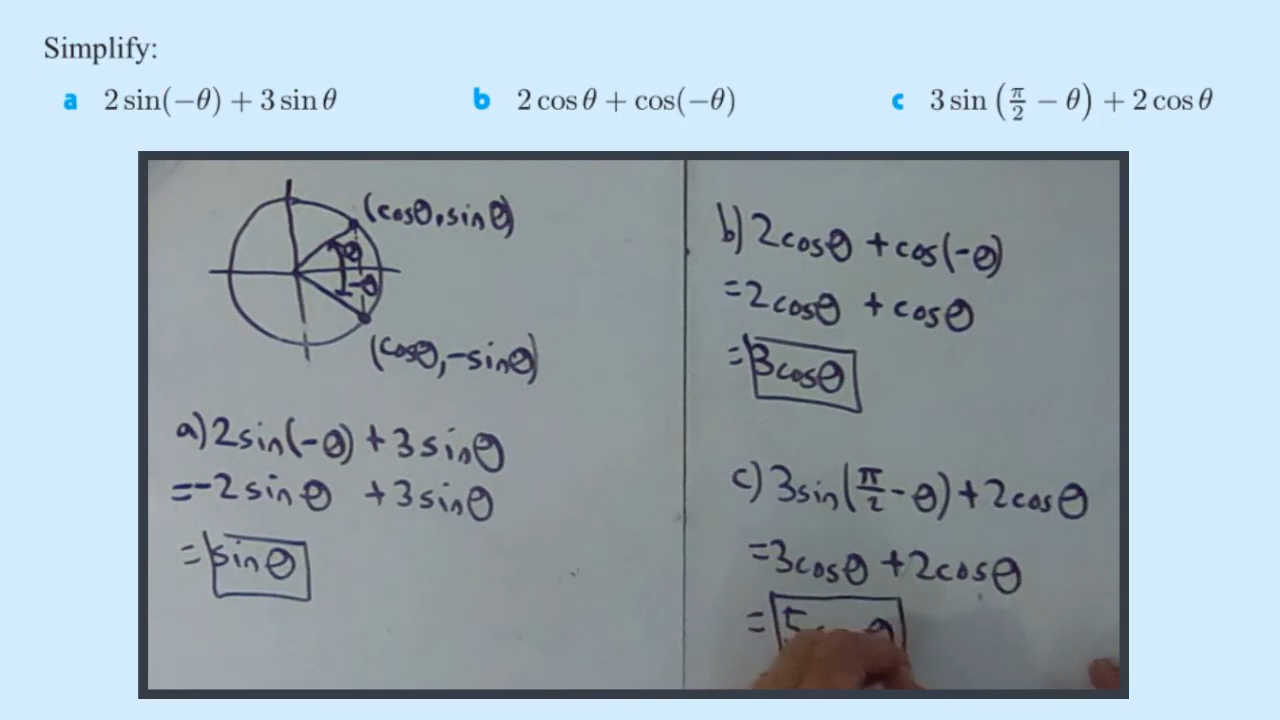 Simplify:
a 2 sin(−θ) + 3 sin θ
b 2 cos θ + cos(−θ)
c 3 sin (π/2 − θ) + 2 cos θ
(cosθ, sinθ)
θ
-θ
(cosθ, -sinθ)
a) 2sin(-θ) + 3sinθ
= -2sinθ + 3sinθ
= sinθ
b) 2cosθ + cos(-θ)
= 2cosθ + cosθ
= 3cosθ
c) 3sin(π/2 - θ) + 2cosθ
= 3cosθ + 2cosθ
= 5